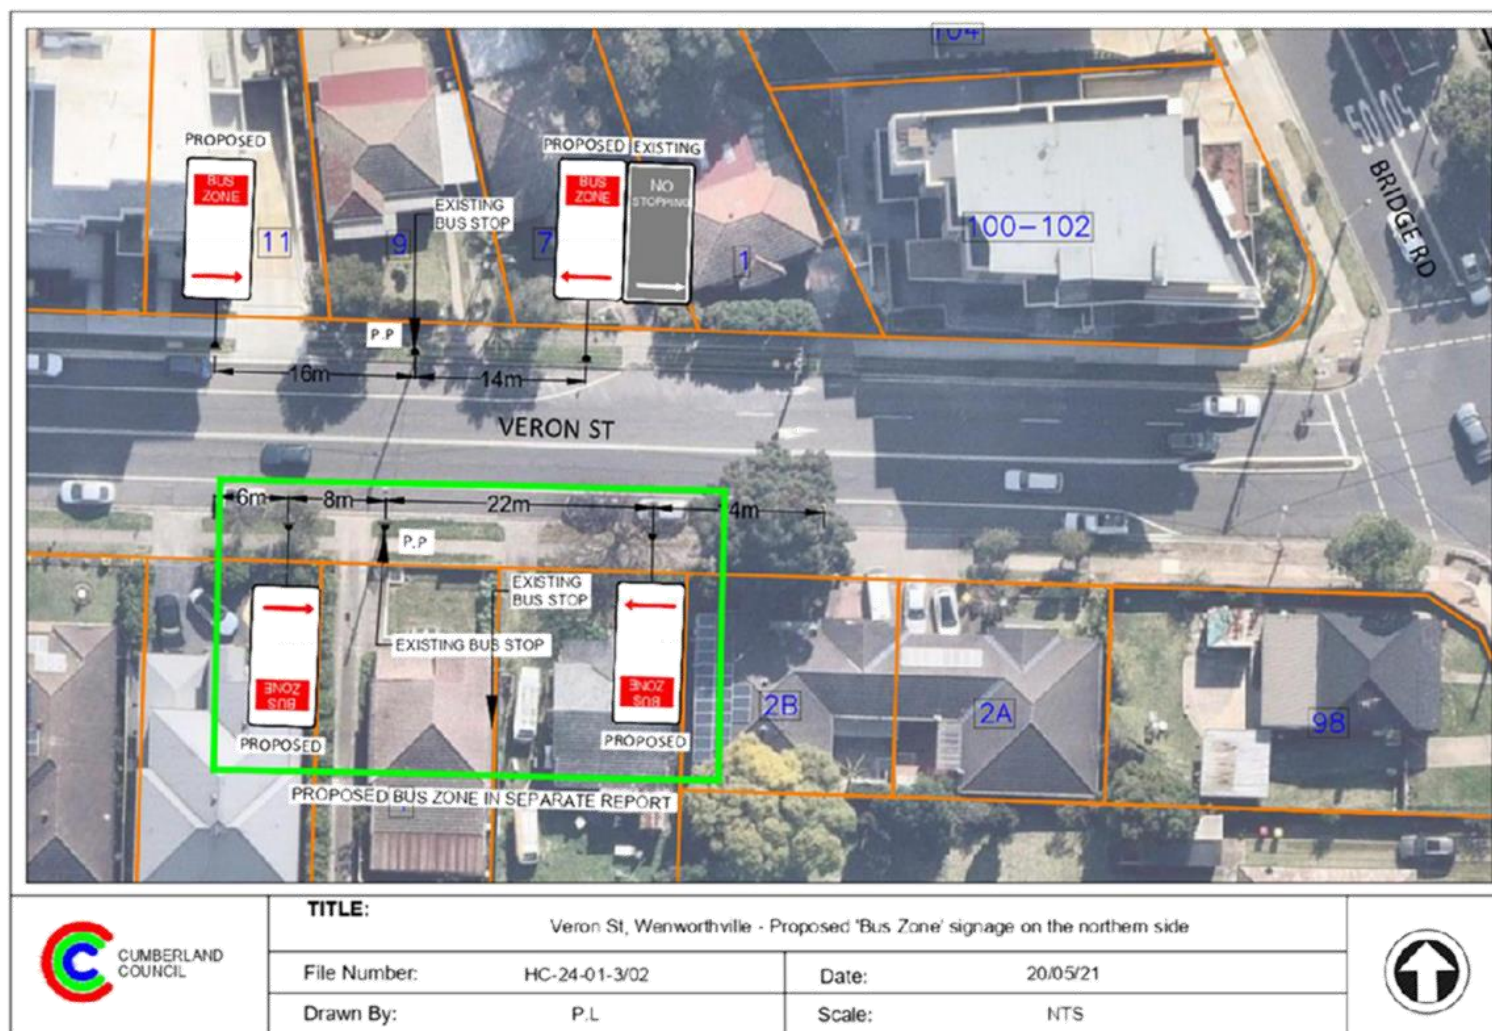 104
PROPOSED
BUS
ZONE
11
9
EXISTING
BUS STOP
7
PROPOSED
BUS
ZONE
EXISTING
NO
STOPPING
1
100-102
50
BRIDGE RD
P.P
16m
14m
VERON ST
6m
8m
22m
4m
P.P
EXISTING
BUS STOP
EXISTING BUS STOP
BUS
ZONE
PROPOSED
BUS
ZONE
PROPOSED
2B
2A
98
PROPOSED BUS ZONE IN SEPARATE REPORT
CUMBERLAND
COUNCIL
TITLE:
Veron St, Wenworthville - Proposed 'Bus Zone' signage on the northern side
File Number: HC-24-01-3/02
Date: 20/05/21
Drawn By: P.L
Scale: NTS